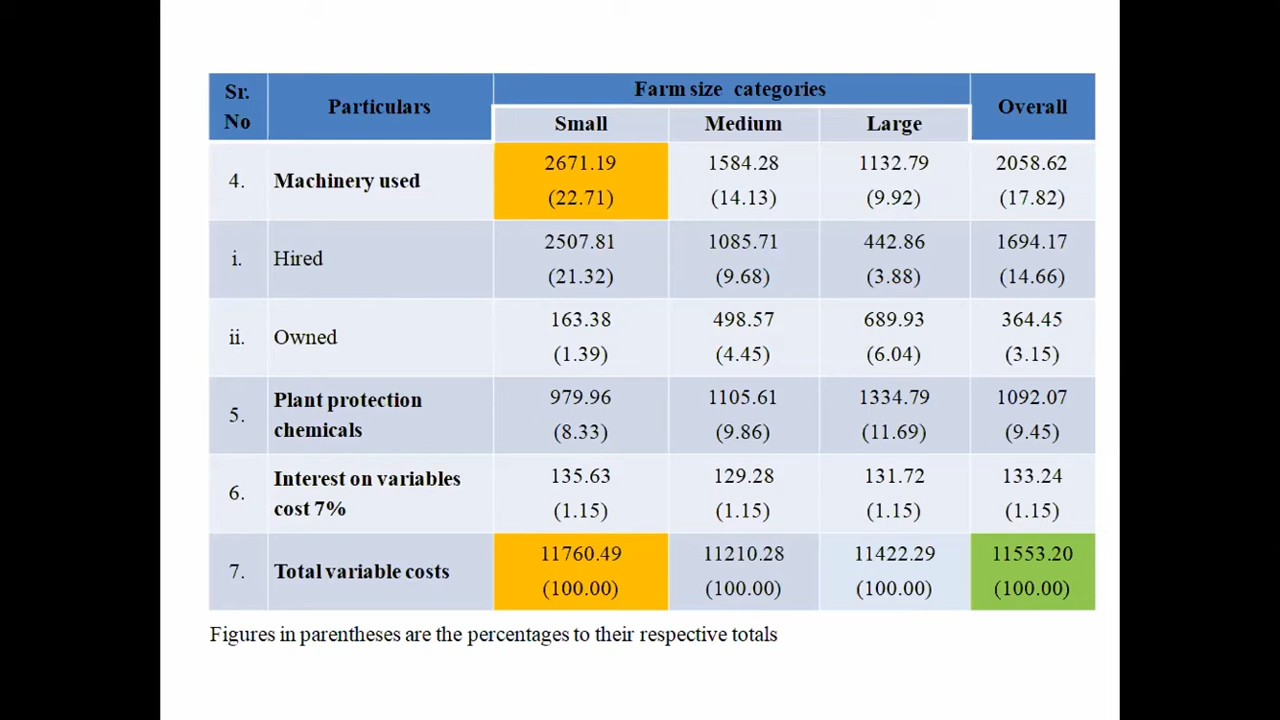 Sr. No Particulars Farm size categories Overall
Small Medium Large
4. Machinery used 2671.19 1584.28 1132.79 2058.62
(22.71) (14.13) (9.92) (17.82)
i. Hired 2507.81 1085.71 442.86 1694.17
(21.32) (9.68) (3.88) (14.66)
ii. Owned 163.38 498.57 689.93 364.45
(1.39) (4.45) (6.04) (3.15)
5. Plant protection 979.96 1105.61 1334.79 1092.07
chemicals (8.33) (9.86) (11.69) (9.45)
6. Interest on variables 135.63 129.28 131.72 133.24
cost 7% (1.15) (1.15) (1.15) (1.15)
7. Total variable costs 11760.49 11210.28 11422.29 11553.20
(100.00) (100.00) (100.00) (100.00)
Figures in parentheses are the percentages to their respective totals